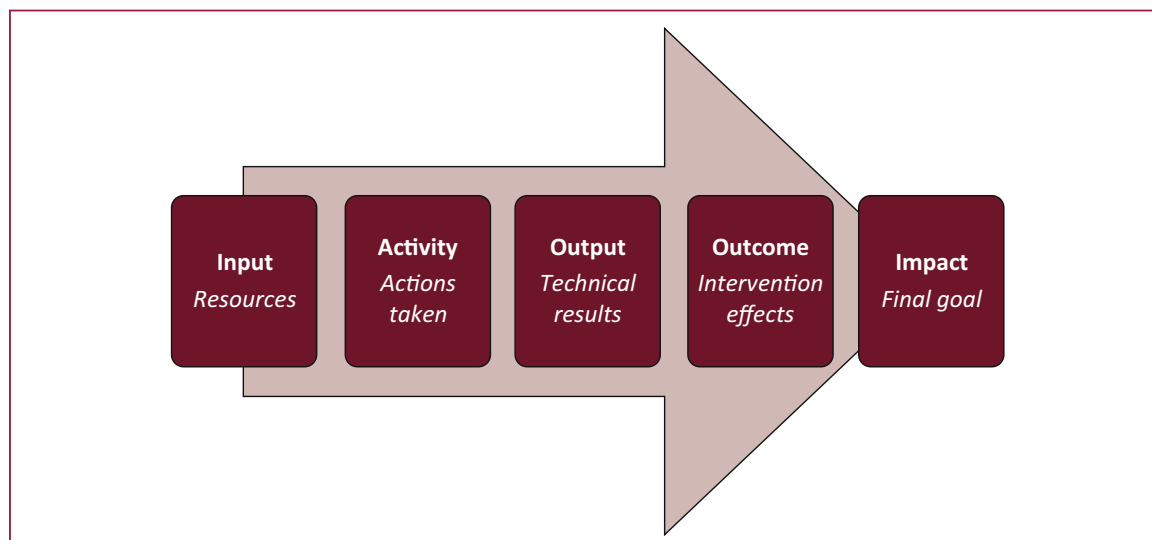 Input
Resources
Activity
Actions
taken
Output
Technical
results
Outcome
Intervention
effects
Impact
Final goal